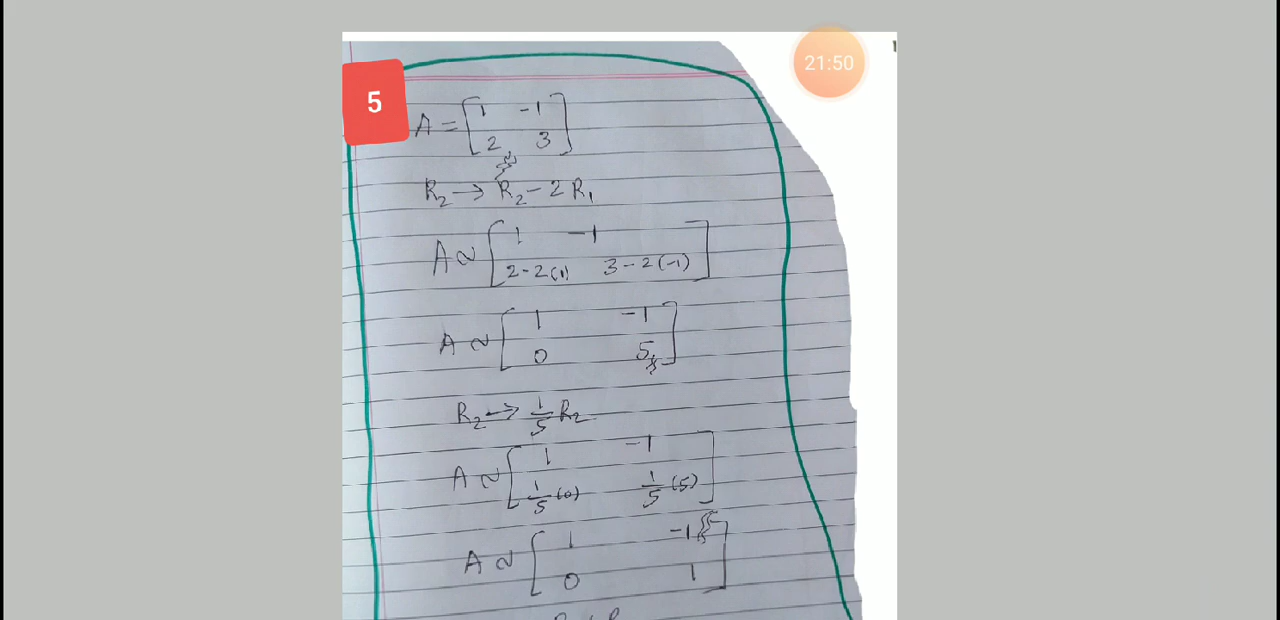 21:50
5
A = [1 -1
2 3]
R₂ → R₂ - 2R₁
A ~ [1 -1
2-2(1) 3-2(-1)]
A ~ [1 -1
0 5]
R₂ → 1/5 R₂
A ~ [1 -1
1/5(0) 1/5(5)]
A ~ [1 -1
0 1]